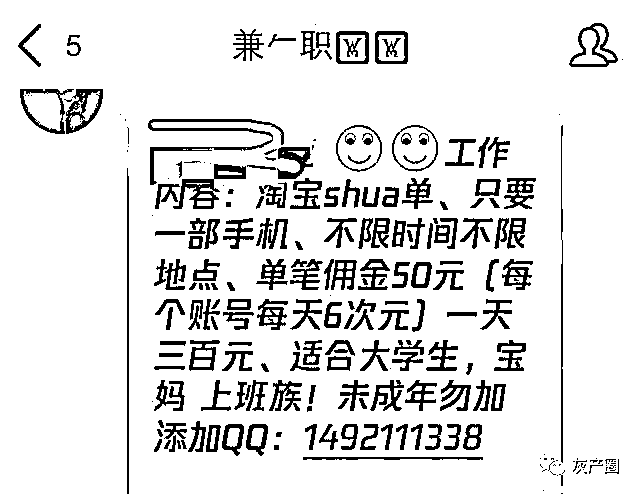 5
兼亻职
工作
内容：淘宝shua单、只要
一部手机、不限时间不限
地点、单笔佣金50元（每
个账号每天6次元）一天
三百元、适合大学生，宝
妈 上班族！未成年勿加
添加QQ：1492111338
灰产圈